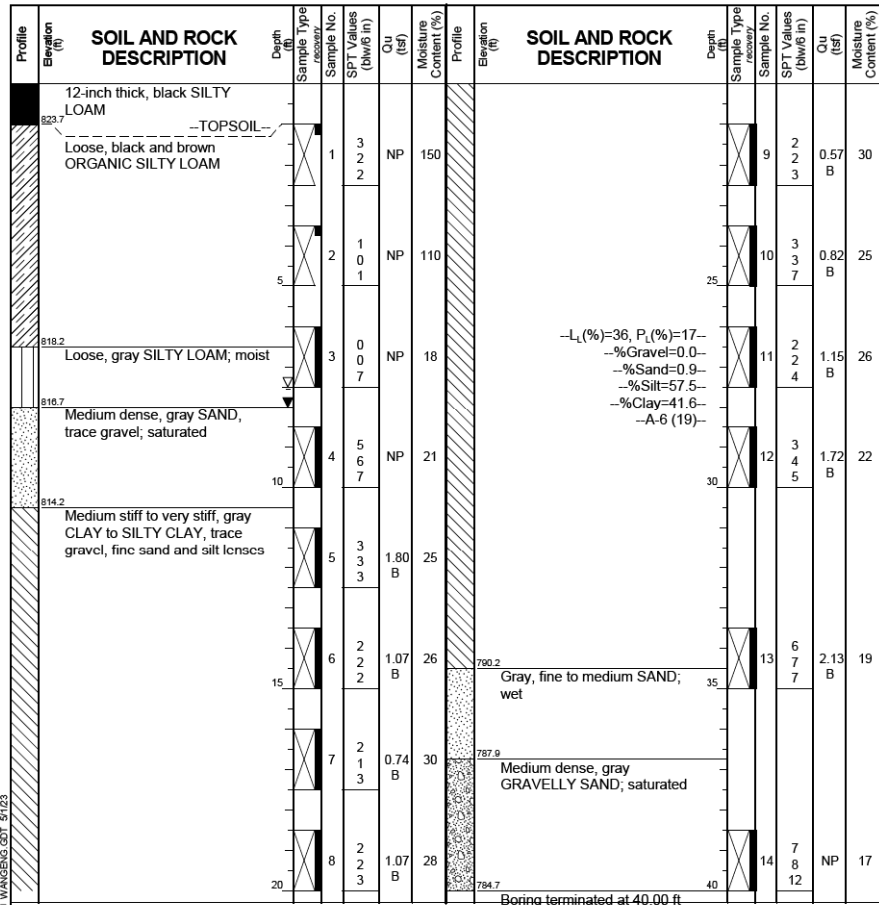 Profile
Elevation
(ft)
SOIL AND ROCK
DESCRIPTION
Depth
(ft)
Sample Type
recovery
Sample No.
SPT Values
(blw/6 in)
Qu
(tsf)
Moisture
Content (%)
12-inch thick, black SILTY
LOAM
823.7
--TOPSOIL--
Loose, black and brown
ORGANIC SILTY LOAM
1
3
2
2
NP
150
2
1
0
1
NP
110
5
818.2
Loose, gray SILTY LOAM; moist
3
0
0
7
NP
18
816.7
Medium dense, gray SAND,
trace gravel; saturated
4
5
6
7
NP
21
10
814.2
Medium stiff to very stiff, gray
CLAY to SILTY CLAY, trace
gravel, fine sand and silt lenses
5
3
3
3
1.80
B
25
6
2
2
2
1.07
B
26
15
7
2
1
3
0.74
B
30
8
2
2
3
1.07
B
28
20
WANGENG.GDT 5/1/23
Profile
Elevation
(ft)
SOIL AND ROCK
DESCRIPTION
Depth
(ft)
Sample Type
recovery
Sample No.
SPT Values
(blw/6 in)
Qu
(tsf)
Moisture
Content (%)
9
2
2
3
0.57
B
30
10
3
3
7
0.82
B
25
25
--LL(%)=36, PL(%)=17--
--%Gravel=0.0--
--%Sand=0.9--
--%Silt=57.5--
--%Clay=41.6--
--A-6 (19)--
11
2
2
4
1.15
B
26
12
3
4
5
1.72
B
22
30
13
6
7
7
2.13
B
19
790.2
Gray, fine to medium SAND;
wet
35
787.9
Medium dense, gray
GRAVELLY SAND; saturated
14
7
8
12
NP
17
40
784.7
Boring terminated at 40.00 ft